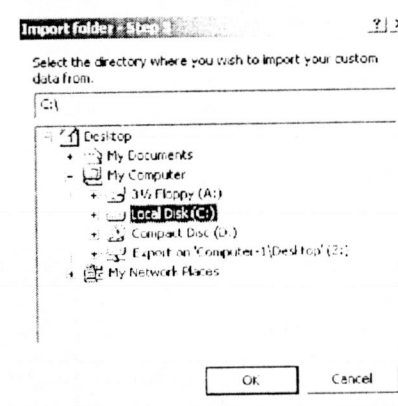 Import folder - Step
Select the directory where you wish to import your custom
data from.
C:\
Desktop
My Documents
My Computer
3½ Floppy (A:)
Local Disk (C:)
Compact Disc (D:)
Export on 'Computer-1\Desktop' (Z:)
My Network Places
OK
Cancel